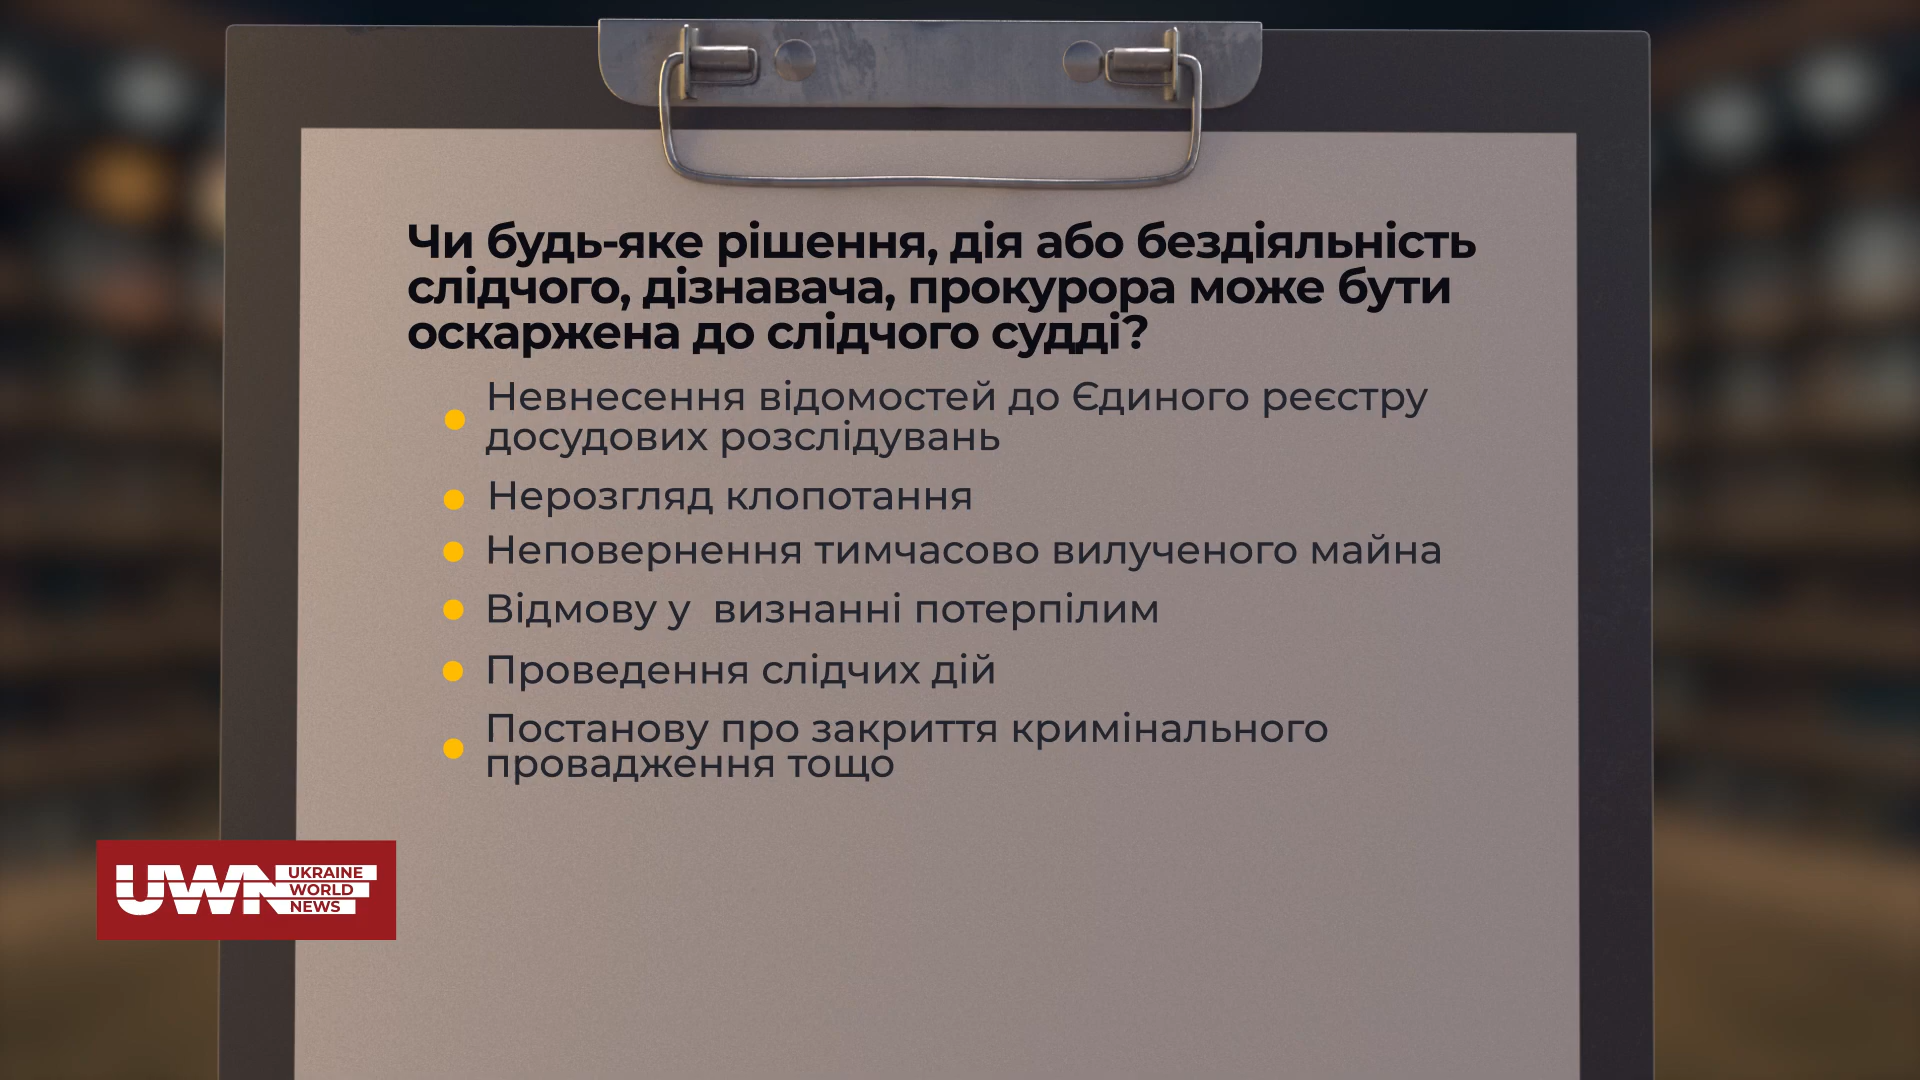 Чи будь-яке рішення, дія або бездіяльність
слідчого, дізнавача, прокурора може бути
оскаржена до слідчого судді?
Невнесення відомостей до Єдиного реєстру
досудових розслідувань
Нерозгляд клопотання
Неповернення тимчасово вилученого майна
Відмову у  визнанні потерпілим
Проведення слідчих дій
Постанову про закриття кримінального
провадження тощо
UWN UKRAINE
WORLD
NEWS